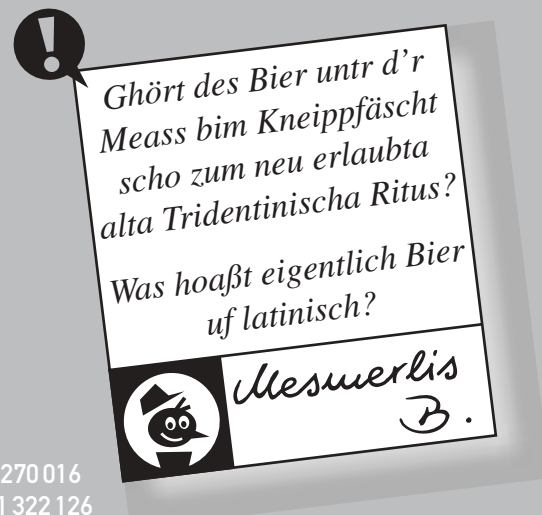 !
Ghört des Bier untr d’r
Meass bim Kneippfäscht
scho zum neu erlaubta
alta Tridentinischa Ritus?
Was hoaßt eigentlich Bier
uf latinisch?
Mesmerlis
B.
270 016
322 126